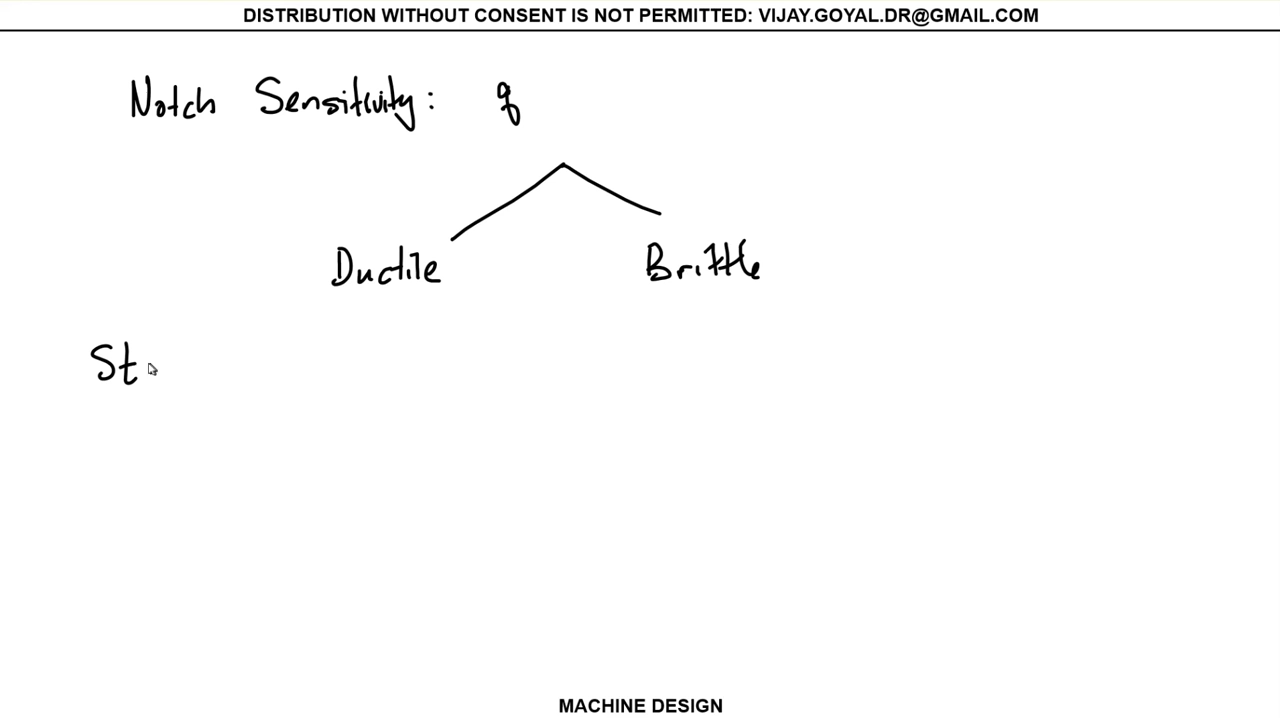 DISTRIBUTION WITHOUT CONSENT IS NOT PERMITTED: VIJAY.GOYAL.DR@GMAIL.COM
Notch Sensitivity: q
Ductile Brittle
St
MACHINE DESIGN